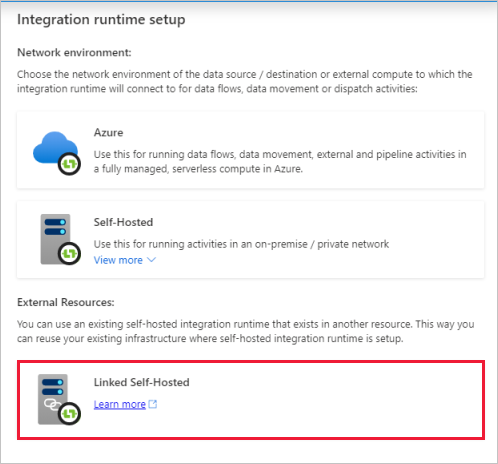 Integration runtime setup
Network environment:
Choose the network environment of the data source / destination or external compute to which the
integration runtime will connect to for data flows, data movement or dispatch activities:
Azure
Use this for running data flows, data movement, external and pipeline activities in
a fully managed, serverless compute in Azure.
Self-Hosted
Use this for running activities in an on-premise / private network
View more
External Resources:
You can use an existing self-hosted integration runtime that exists in another resource. This way you
can reuse your existing infrastructure where self-hosted integration runtime is setup.
Linked Self-Hosted
Learn more